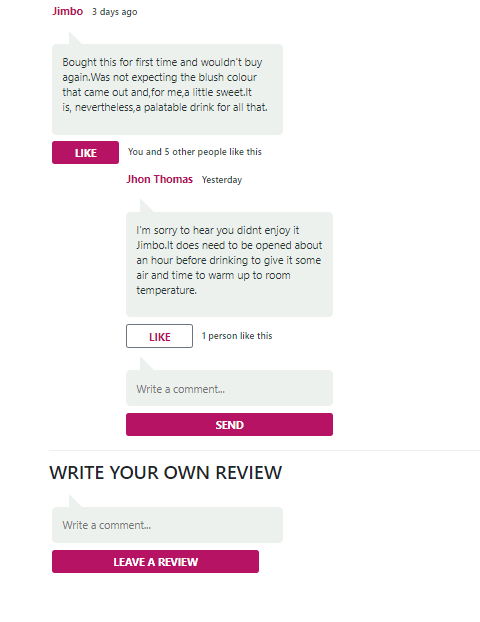 Jimbo 3 days ago
Bought this for first time and wouldn't buy
again.Was not expecting the blush colour
that came out and,for me,a little sweet.It
is, nevertheless,a palatable drink for all that.
LIKE You and 5 other people like this
Jhon Thomas Yesterday
I'm sorry to hear you didnt enjoy it
Jimbo.It does need to be opened about
an hour before drinking to give it some
air and time to warm up to room
temperature.
LIKE 1 person like this
Write a comment...
SEND
WRITE YOUR OWN REVIEW
Write a comment...
LEAVE A REVIEW